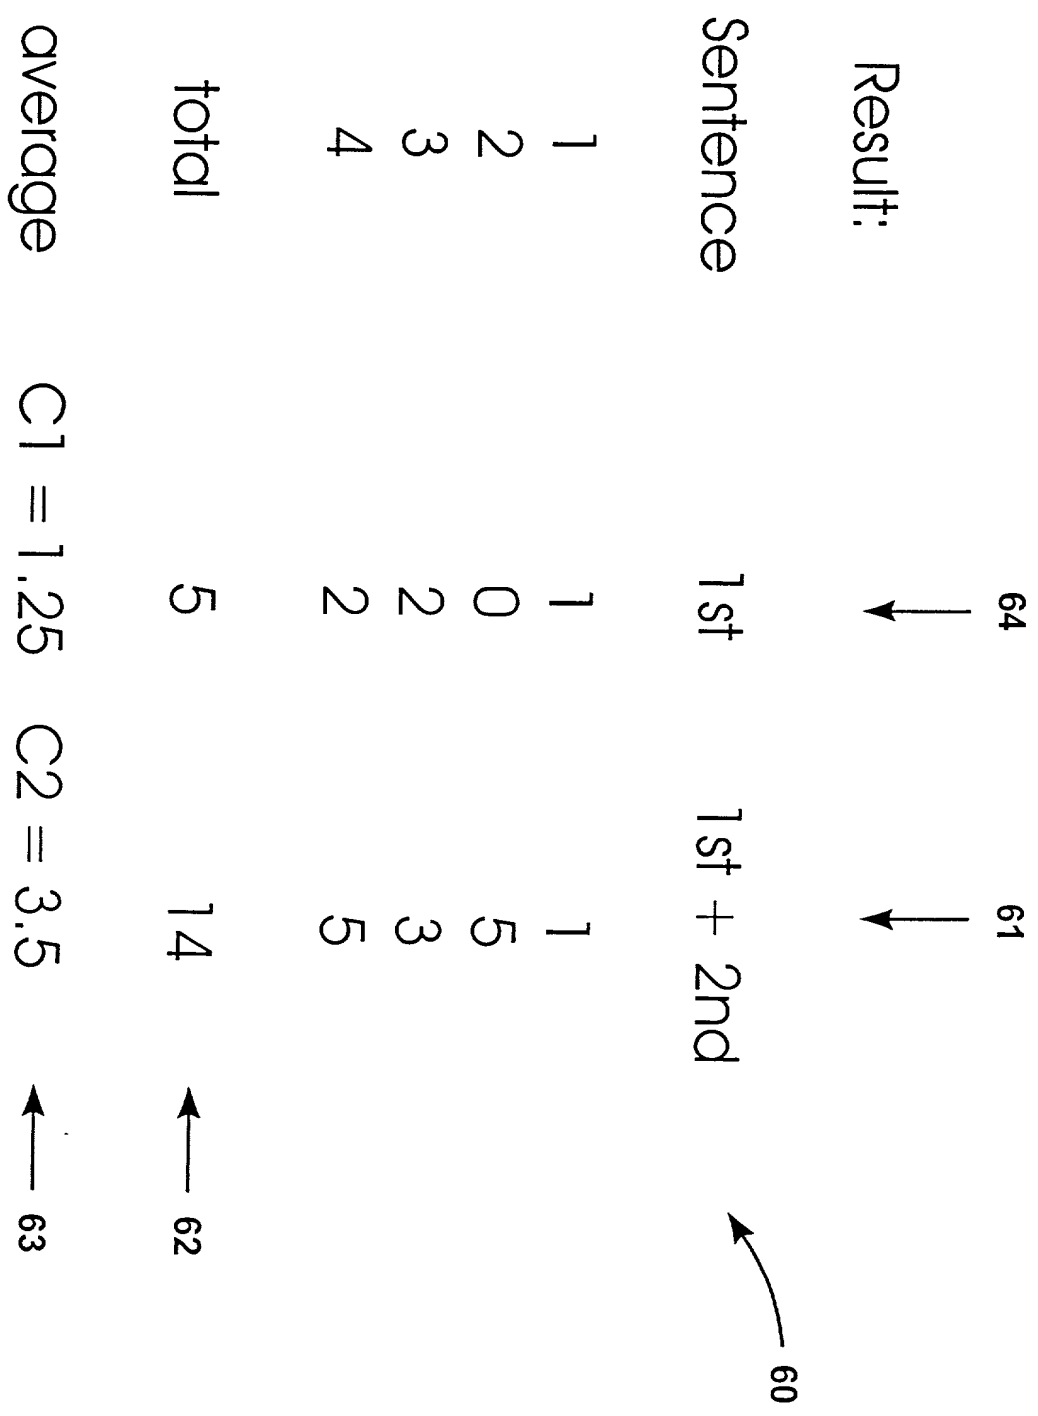 64 61
Result:
60
Sentence 1st 1st + 2nd
1 1 1
2 0 5
3 2 3
4 2 5
total 5 14 62
average C1 = 1.25 C2 = 3.5 63